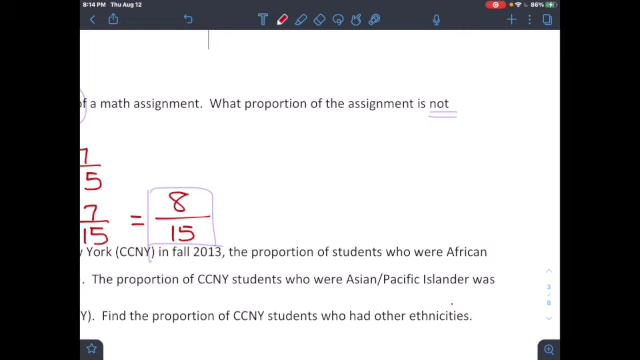 8:14 PM Thu Aug 12
86%
T
of a math assignment. What proportion of the assignment is not
7
5
7
15 = 8
15
York (CCNY) in fall 2013, the proportion of students who were African
. The proportion of CCNY students who were Asian/Pacific Islander was
3
8
Y). Find the proportion of CCNY students who had other ethnicities.